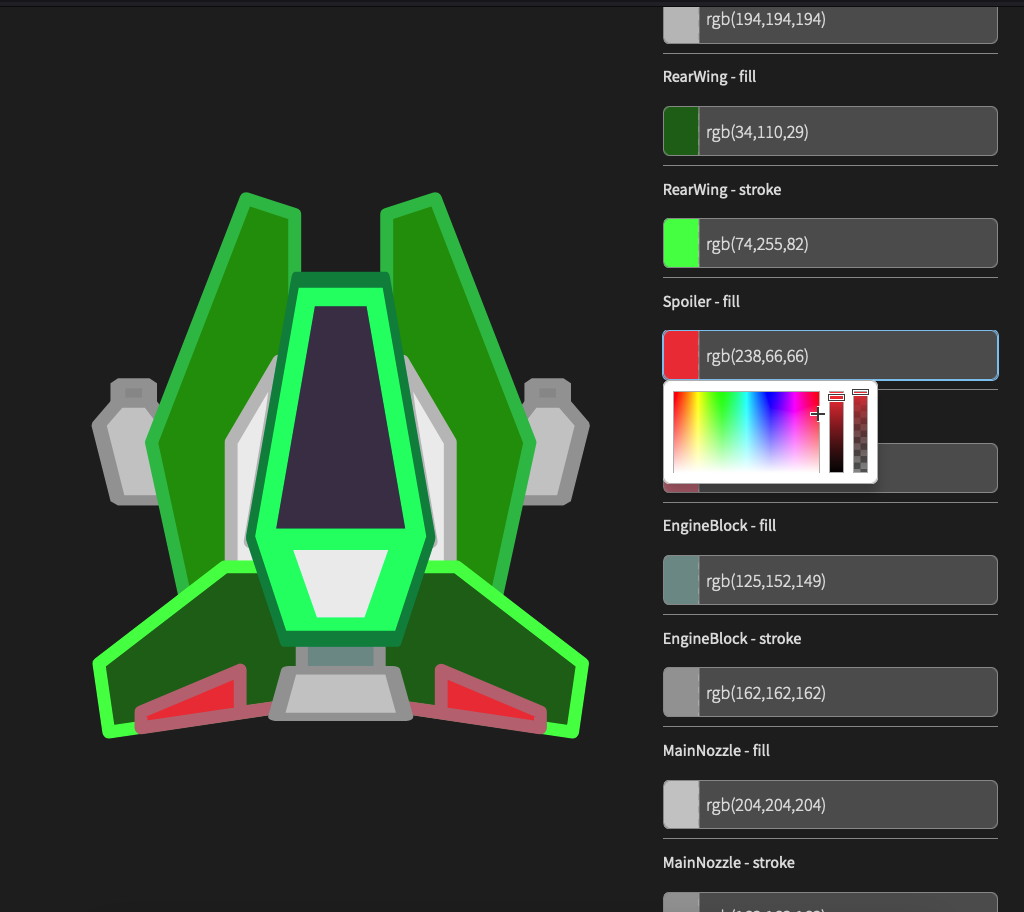 rgb(194,194,194)
RearWing - fill
rgb(34,110,29)
RearWing - stroke
rgb(74,255,82)
Spoiler - fill
rgb(238,66,66)
EngineBlock - fill
rgb(125,152,149)
EngineBlock - stroke
rgb(162,162,162)
MainNozzle - fill
rgb(204,204,204)
MainNozzle - stroke